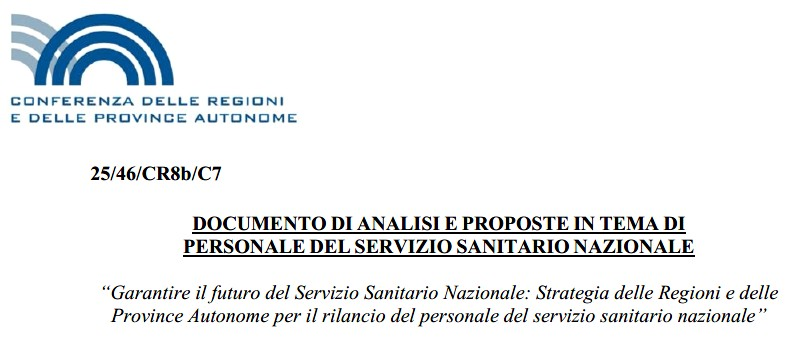 CONFERENZA DELLE REGIONI
E DELLE PROVINCE AUTONOME
25/46/CR8b/C7
DOCUMENTO DI ANALISI E PROPOSTE IN TEMA DI
PERSONALE DEL SERVIZIO SANITARIO NAZIONALE
“Garantire il futuro del Servizio Sanitario Nazionale: Strategia delle Regioni e delle
Province Autonome per il rilancio del personale del servizio sanitario nazionale”